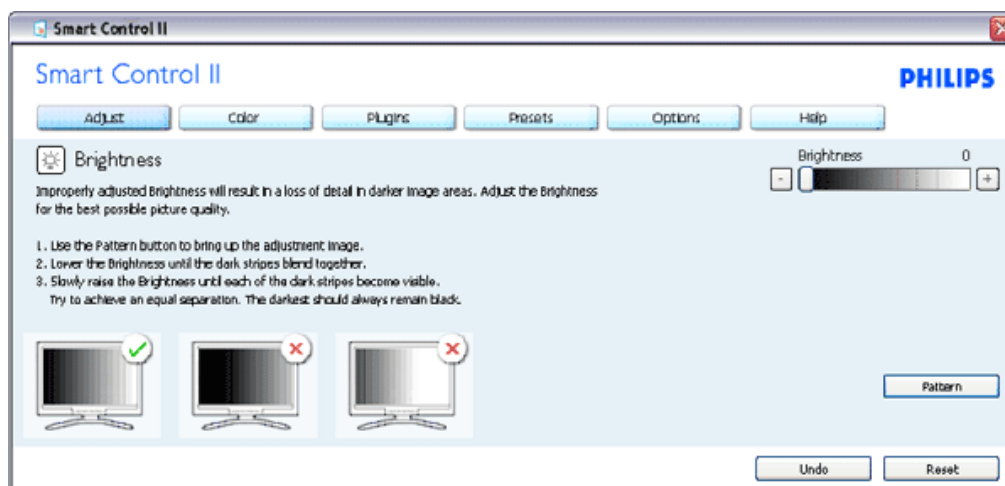 Smart Control II
Smart Control II
PHILIPS
Adjust Color Plugins Presets Options Help
Brightness
Brightness 0
Improperly adjusted Brightness will result in a loss of detail in darker image areas. Adjust the Brightness
for the best possible picture quality.
1. Use the Pattern button to bring up the adjustment image.
2. Lower the Brightness until the dark stripes blend together.
3. Slowly raise the Brightness until each of the dark stripes become visible.
Try to achieve an equal separation. The darkest should always remain black.
Pattern
Undo Reset